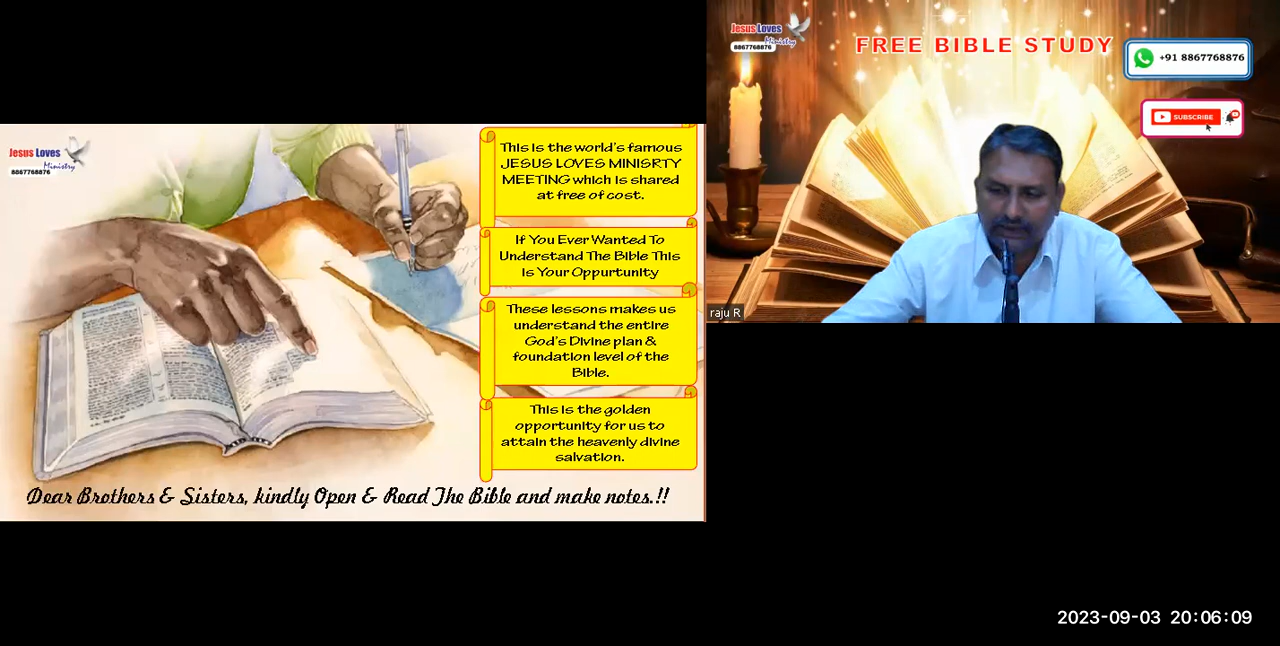 Jesus Loves
Ministry
8867768876
This is the world's famous
JESUS LOVES MINISRTY
MEETING which is shared
at free of cost.
If You Ever Wanted To
Understand The Bible This
is Your Oppurtunity
These lessons makes us
understand the entire
God's Divine plan &
foundation level of the
Bible.
This is the golden
opportunity for us to
attain the heavenly divine
salvation.
Dear Brothers & Sisters, kindly Open & Read The Bible and make notes.!!
Jesus Loves
Ministry
8867768876
FREE BIBLE STUDY
+91 8867768876
SUBSCRIBE
raju R
2023-09-03 20:06:09